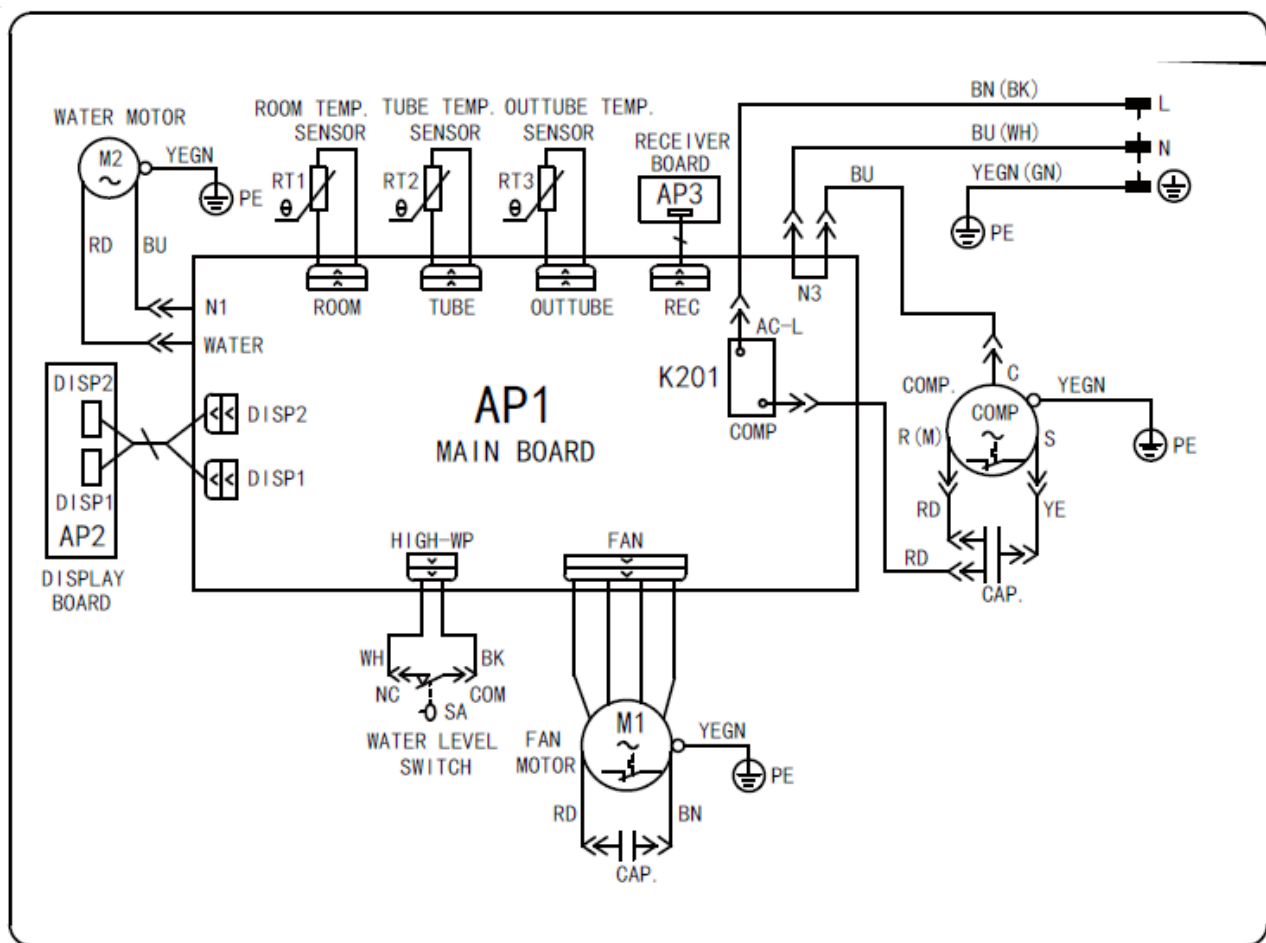 BN(BK)
L
ROOM TEMP.
SENSOR
TUBE TEMP.
SENSOR
OUTTUBE TEMP.
SENSOR
WATER MOTOR
RECEIVER
BOARD
BU(WH)
N
M2
YEGN
PE
RT1
θ
RT2
θ
RT3
θ
AP3
BU
YEGN(GN)
PE
RD
BU
N1
WATER
ROOM
TUBE
OUTTUBE
REC
N3
AC-L
K201
COMP
DISP2
DISP1
AP2
DISPLAY
BOARD
DISP2
DISP1
AP1
MAIN BOARD
COMP.
C
YEGN
COMP
R(M)
S
PE
RD
YE
RD
CAP.
HIGH-WP
FAN
WH
BK
NC
COM
SA
WATER LEVEL
SWITCH
FAN
MOTOR
M1
YEGN
PE
RD
BN
CAP.